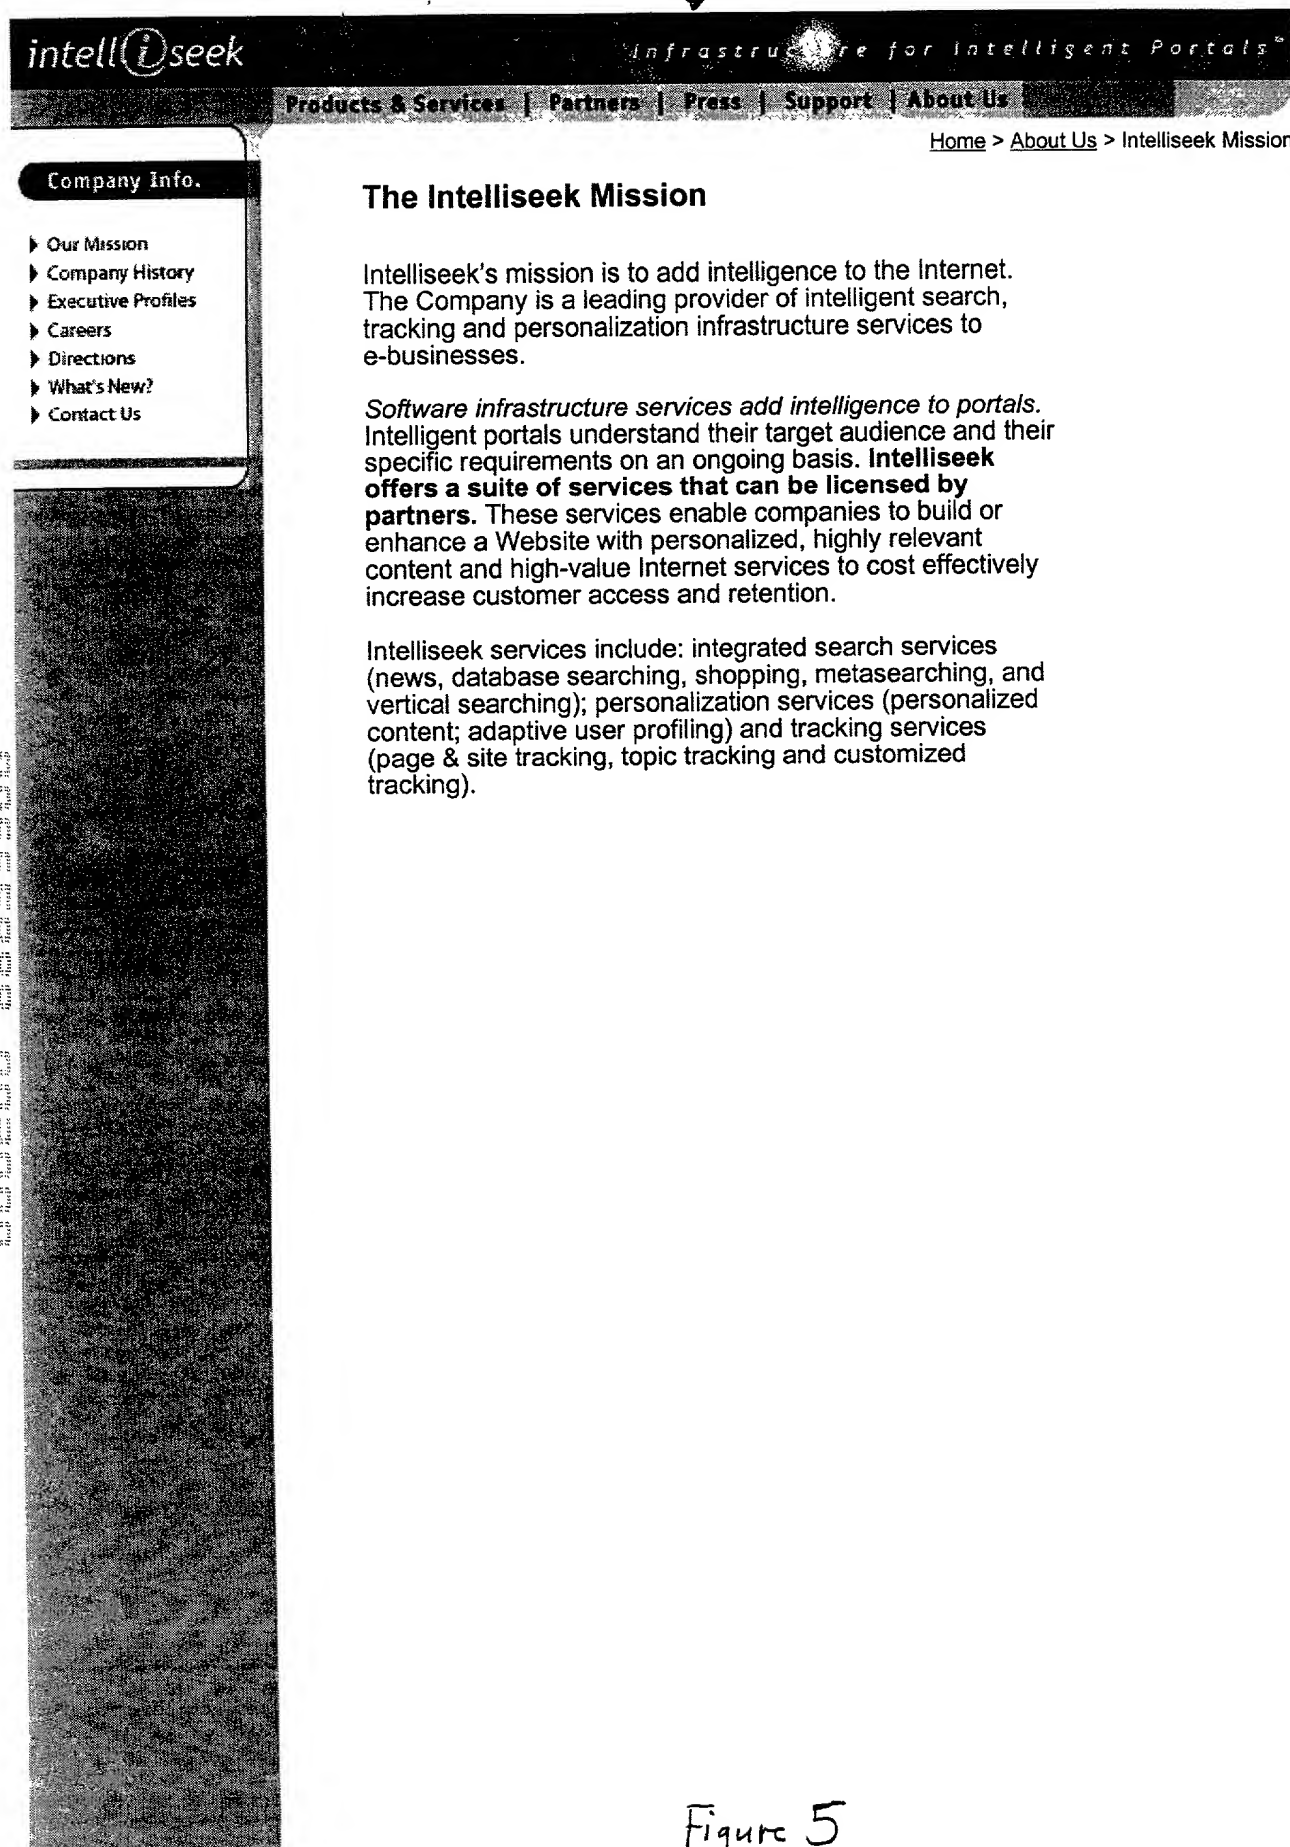 intelliseek
Infrastructure for Intelligent Portals™
Products & Services | Partners | Press | Support | About Us
Home > About Us > Intelliseek Mission
Company Info.
Our Mission
Company History
Executive Profiles
Careers
Directions
What's New?
Contact Us
The Intelliseek Mission
Intelliseek's mission is to add intelligence to the Internet.
The Company is a leading provider of intelligent search,
tracking and personalization infrastructure services to
e-businesses.
Software infrastructure services add intelligence to portals.
Intelligent portals understand their target audience and their
specific requirements on an ongoing basis. Intelliseek
offers a suite of services that can be licensed by
partners. These services enable companies to build or
enhance a Website with personalized, highly relevant
content and high-value Internet services to cost effectively
increase customer access and retention.
Intelliseek services include: integrated search services
(news, database searching, shopping, metasearching, and
vertical searching); personalization services (personalized
content; adaptive user profiling) and tracking services
(page & site tracking, topic tracking and customized
tracking).
Figure 5